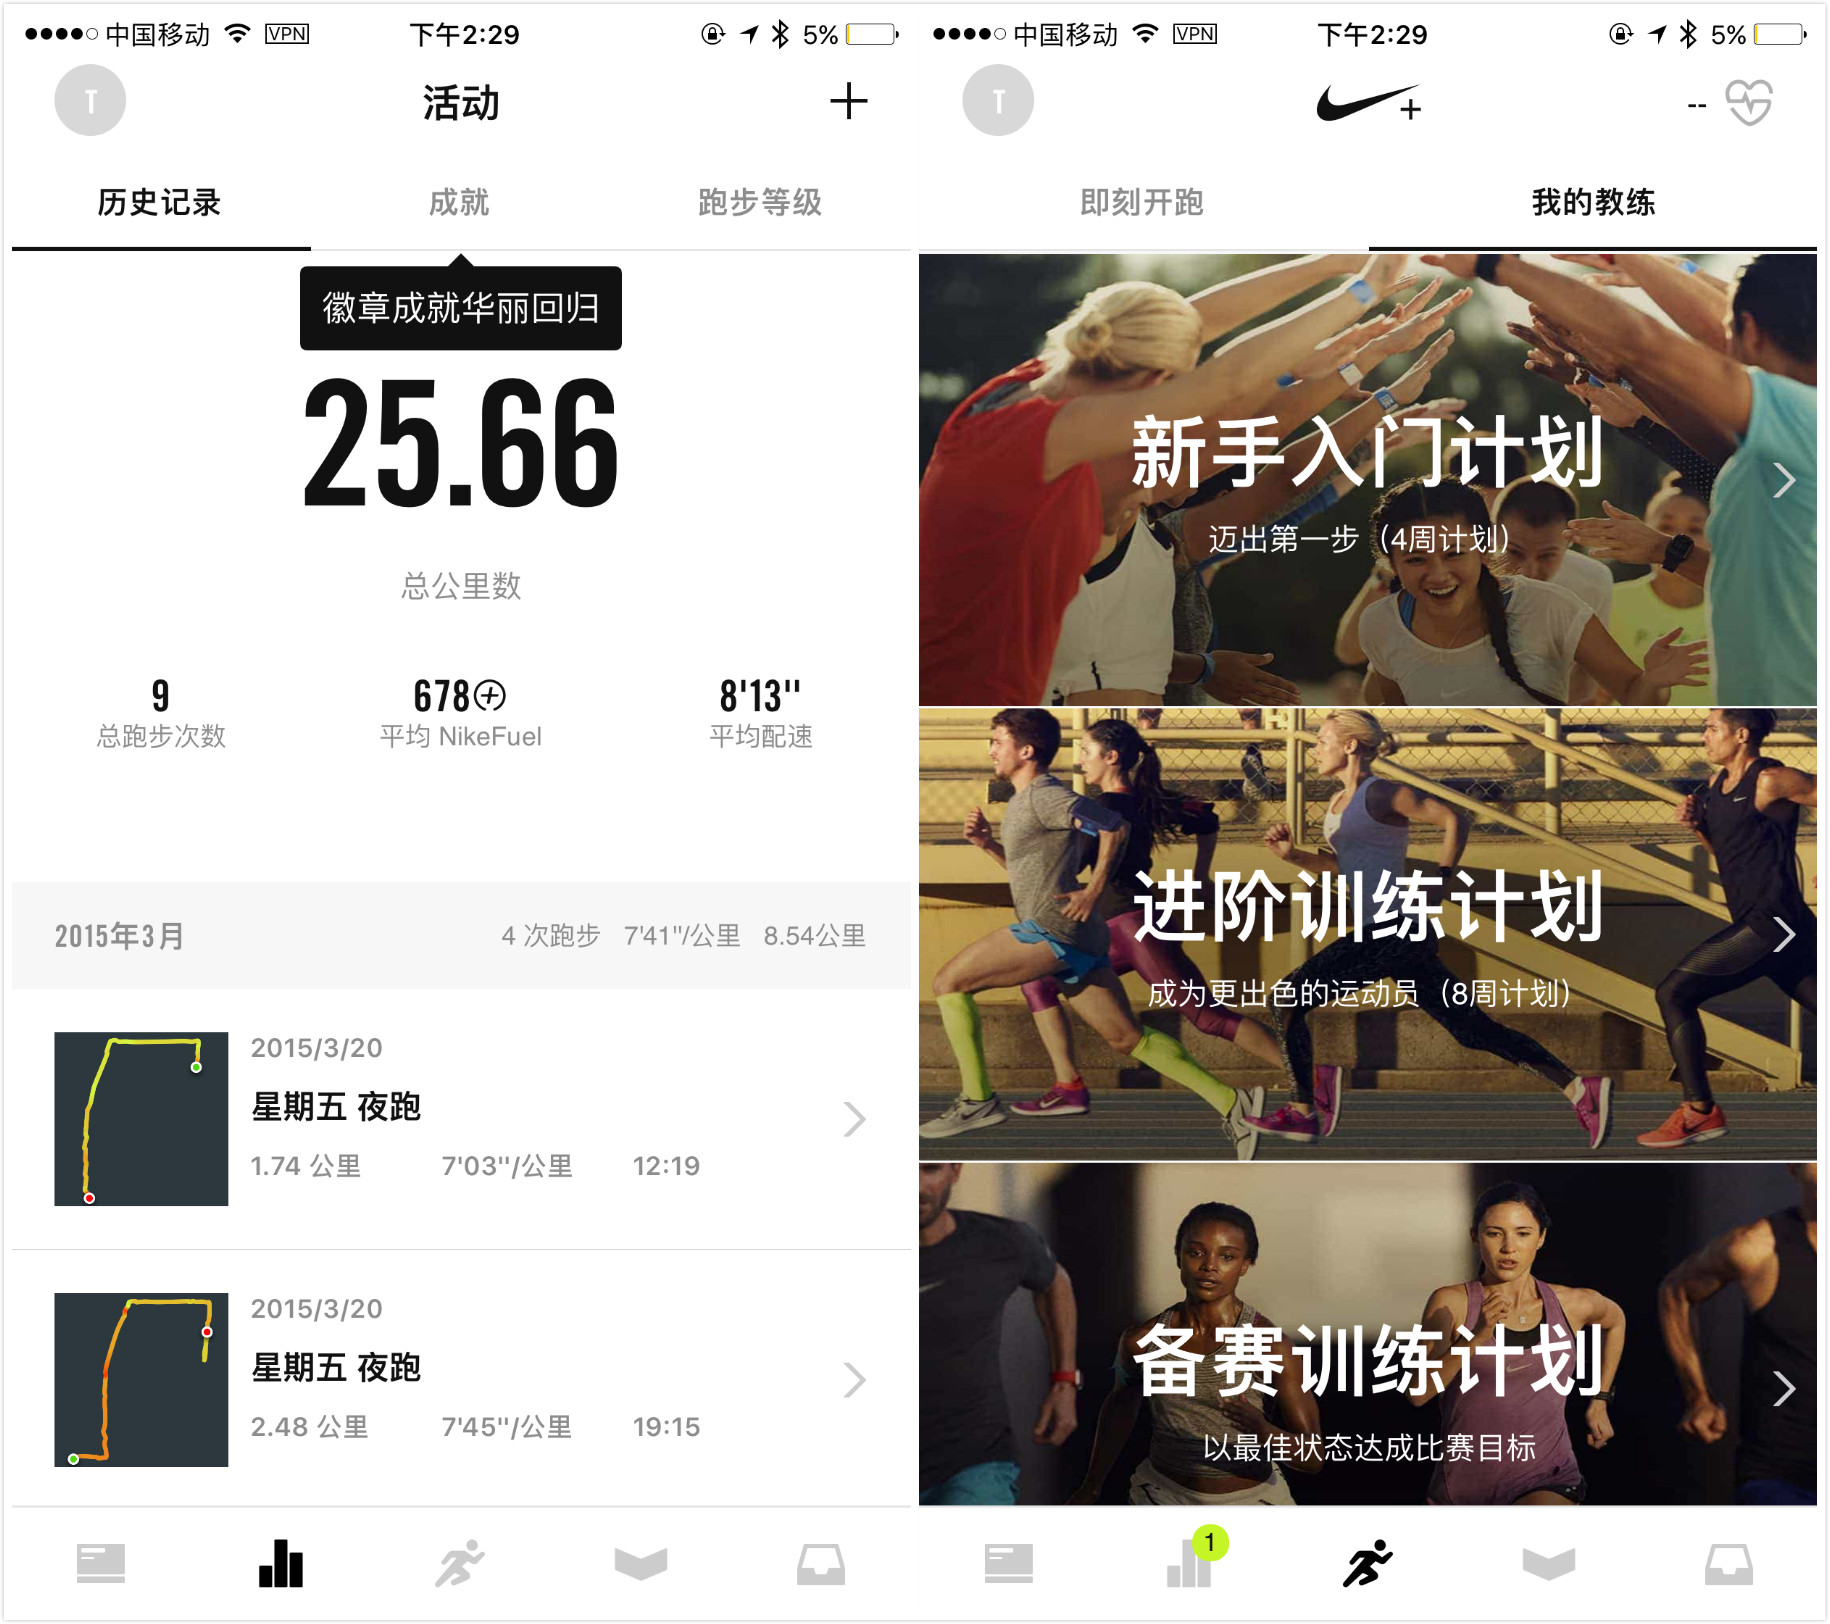 中国移动 VPN 下午2:29 5%
T 活动
历史记录 成就 跑步等级
徽章成就华丽回归
25.66
总公里数
9 678 8'13''
总跑步次数 平均 NikeFuel 平均配速
2015年3月 4 次跑步 7'41''/公里 8.54公里
2015/3/20
星期五 夜跑
1.74 公里 7'03''/公里 12:19
2015/3/20
星期五 夜跑
2.48 公里 7'45''/公里 19:15
中国移动 VPN 下午2:29 5%
T + --
即刻开跑 我的教练
新手入门计划
迈出第一步（4周计划）
进阶训练计划
成为更出色的运动员（8周计划）
备赛训练计划
以最佳状态达成比赛目标
1